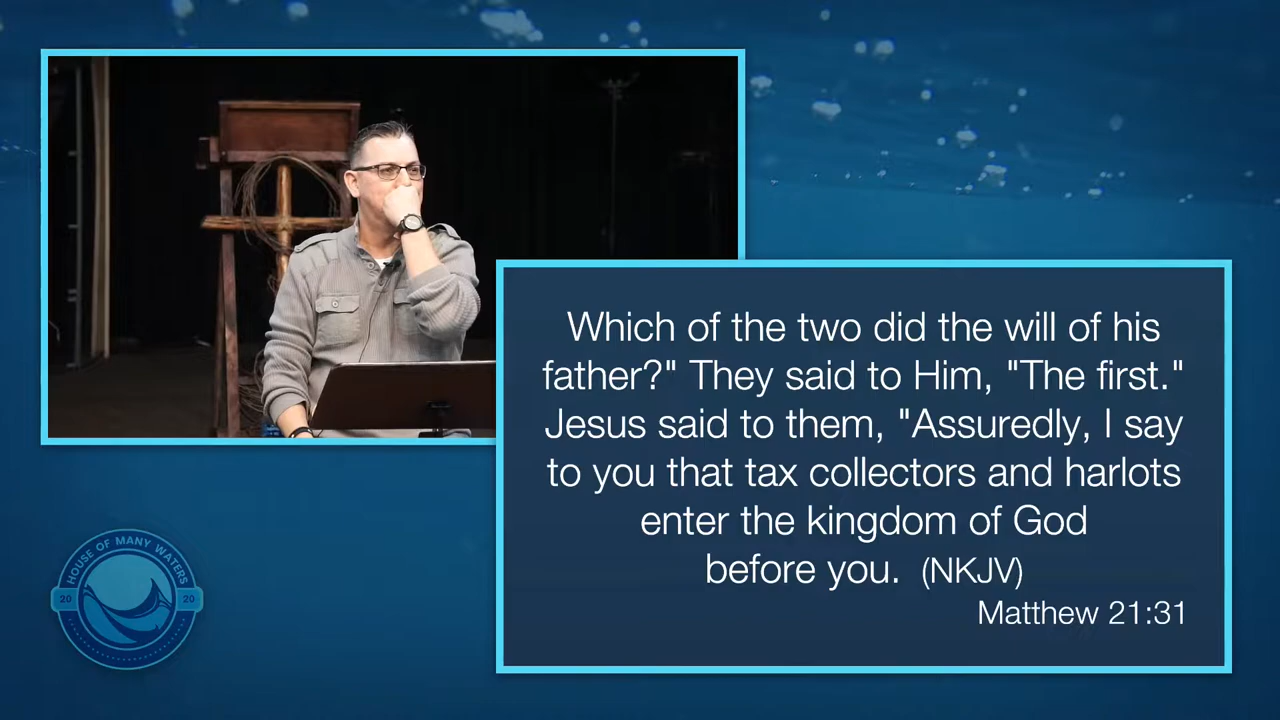 Which of the two did the will of his
father?" They said to Him, "The first."
Jesus said to them, "Assuredly, I say
to you that tax collectors and harlots
enter the kingdom of God
before you. (NKJV)
Matthew 21:31
HOUSE OF MANY WATERS
20 20